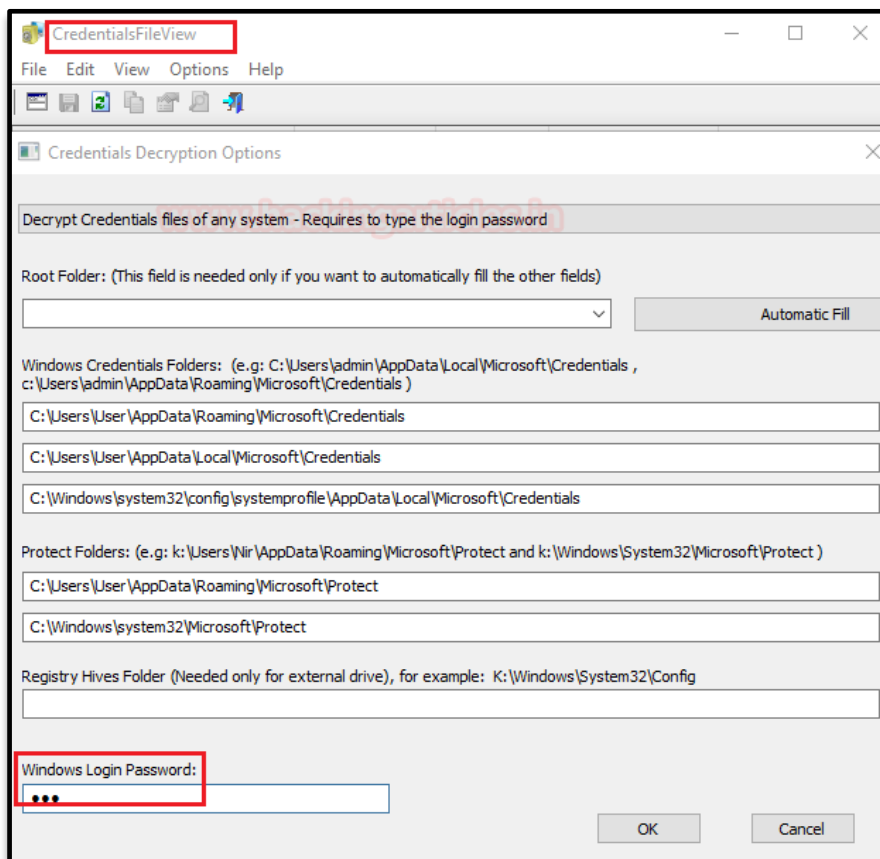 CredentialsFileView
File Edit View Options Help
Credentials Decryption Options
www.hackingarticles.in
Decrypt Credentials files of any system - Requires to type the login password
Root Folder: (This field is needed only if you want to automatically fill the other fields)
Automatic Fill
Windows Credentials Folders: (e.g: C:\Users\admin\AppData\Local\Microsoft\Credentials ,
c:\Users\admin\AppData\Roaming\Microsoft\Credentials )
C:\Users\User\AppData\Roaming\Microsoft\Credentials
C:\Users\User\AppData\Local\Microsoft\Credentials
C:\Windows\system32\config\systemprofile\AppData\Local\Microsoft\Credentials
Protect Folders: (e.g: k:\Users\Nir\AppData\Roaming\Microsoft\Protect and k:\Windows\System32\Microsoft\Protect )
C:\Users\User\AppData\Roaming\Microsoft\Protect
C:\Windows\system32\Microsoft\Protect
Registry Hives Folder (Needed only for external drive), for example: K:\Windows\System32\Config
Windows Login Password:
●●●
OK Cancel